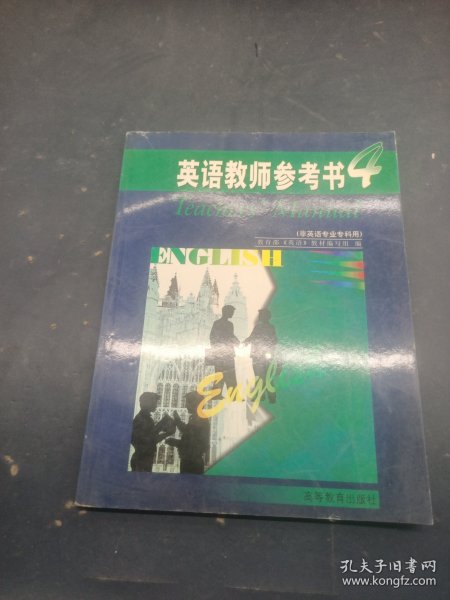 英语教师参考书4
Teacher's Manual
(非英语专业专科用)
教育部《英语》教材编写组 编
ENGLISH
English
高等教育出版社
孔夫子旧书网
www.kongfz.com